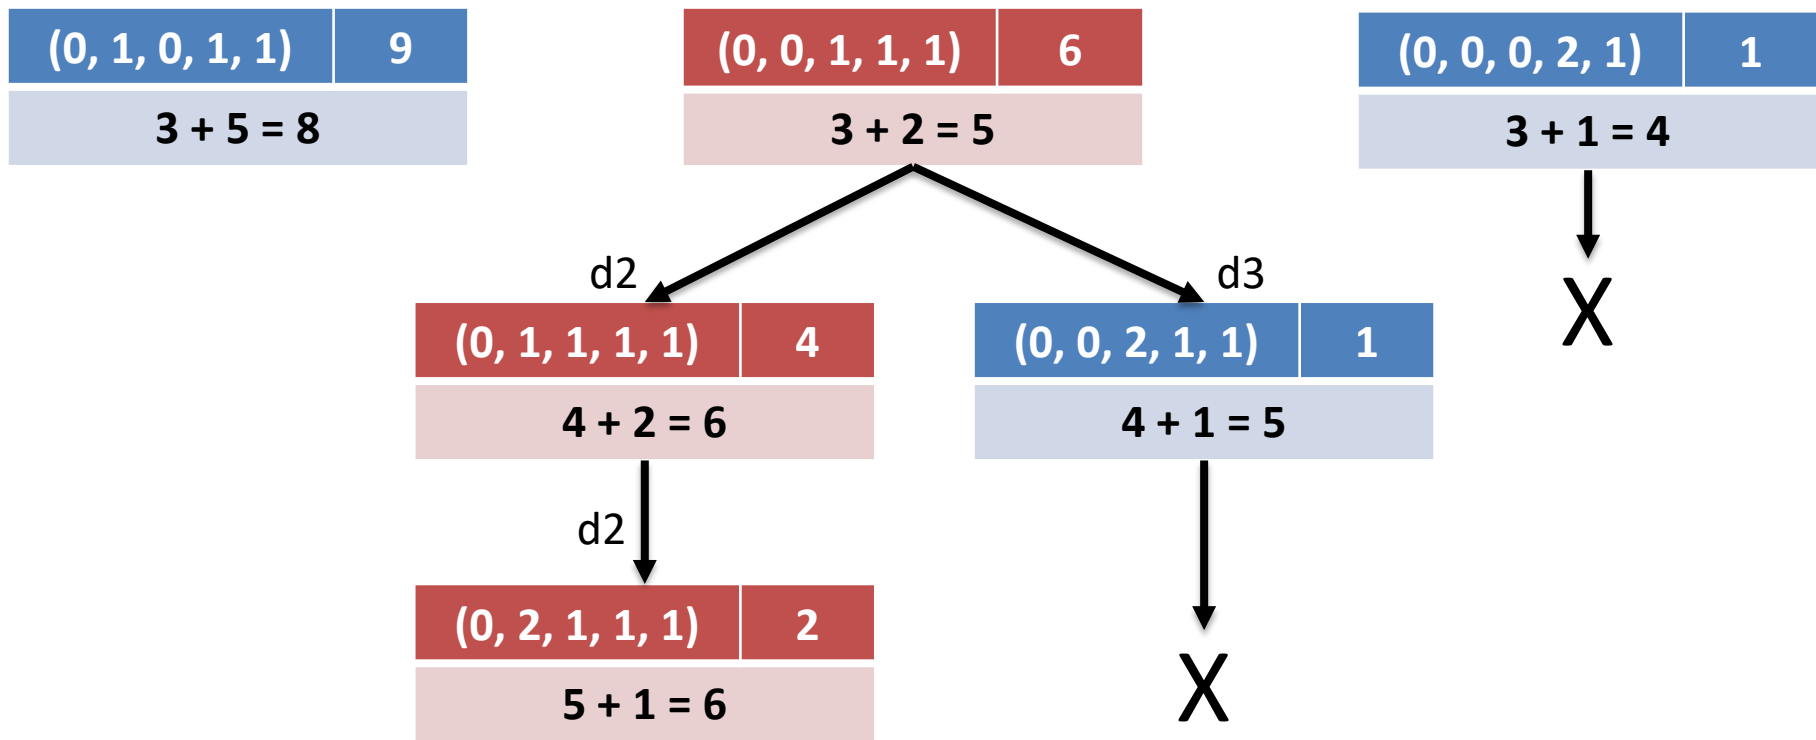 (0, 1, 0, 1, 1) 9
3 + 5 = 8
(0, 0, 1, 1, 1) 6
3 + 2 = 5
(0, 0, 0, 2, 1) 1
3 + 1 = 4
X
d2
d3
(0, 1, 1, 1, 1) 4
4 + 2 = 6
(0, 0, 2, 1, 1) 1
4 + 1 = 5
d2
X
(0, 2, 1, 1, 1) 2
5 + 1 = 6